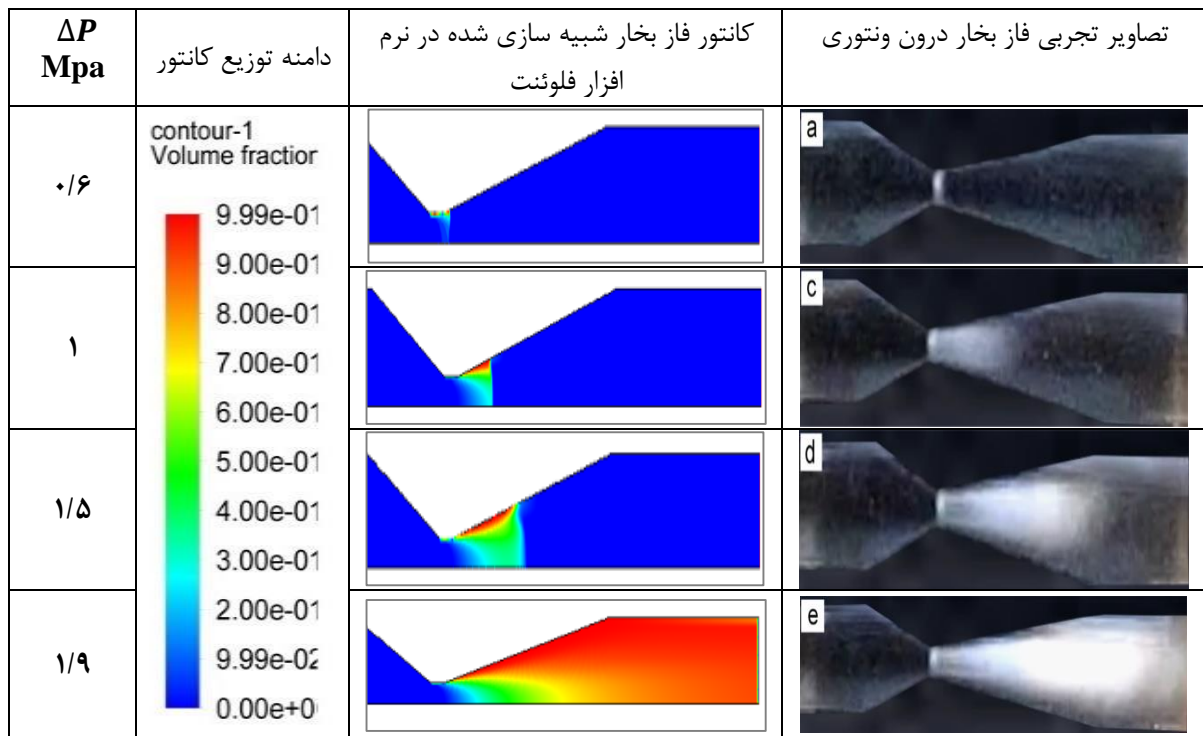 ΔP
Mpa
دامنه توزیع کانتور
کانتور فاز بخار شبیه سازی شده در نرم
افزار فلوئنت
تصاویر تجربی فاز بخار درون ونتوری
۰/۶
contour-1
Volume fraction
9.99e-01
9.00e-01
8.00e-01
7.00e-01
6.00e-01
5.00e-01
4.00e-01
3.00e-01
2.00e-01
9.99e-02
0.00e+0
a
۱
c
۱/۵
d
۱/۹
e